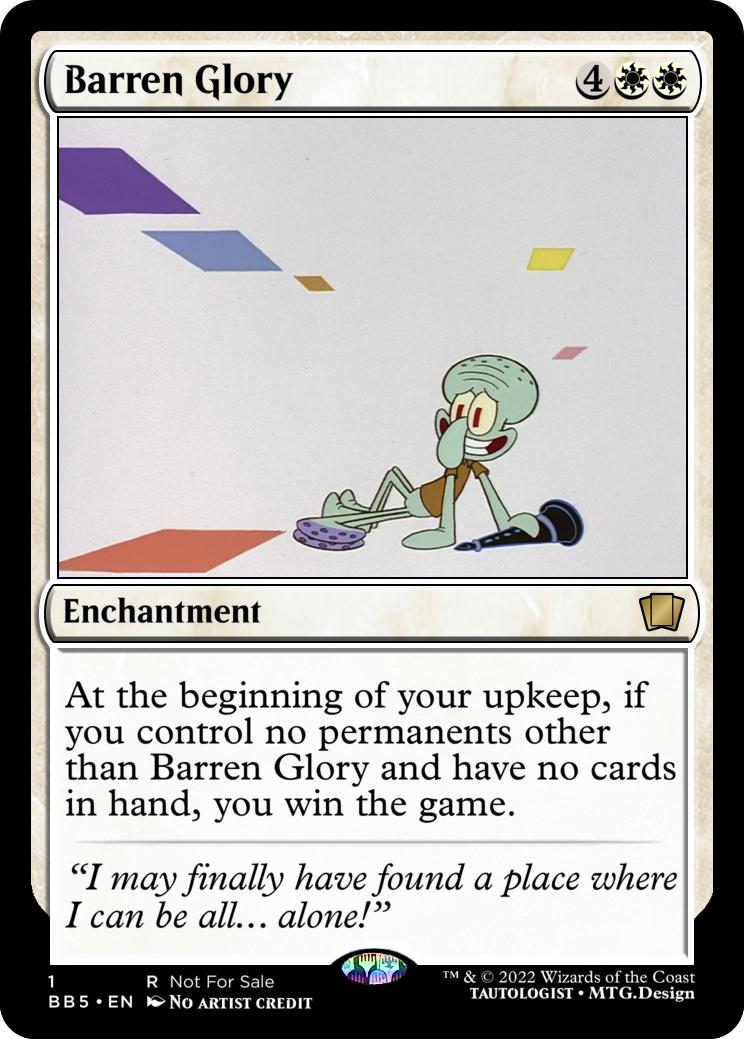 Barren Glory 4
Enchantment
At the beginning of your upkeep, if
you control no permanents other
than Barren Glory and have no cards
in hand, you win the game.
“I may finally have found a place where
I can be all… alone!”
1 R Not For Sale ™ & © 2022 Wizards of the Coast
BB5 • EN No artist credit TAUTOLOGIST • MTG.Design